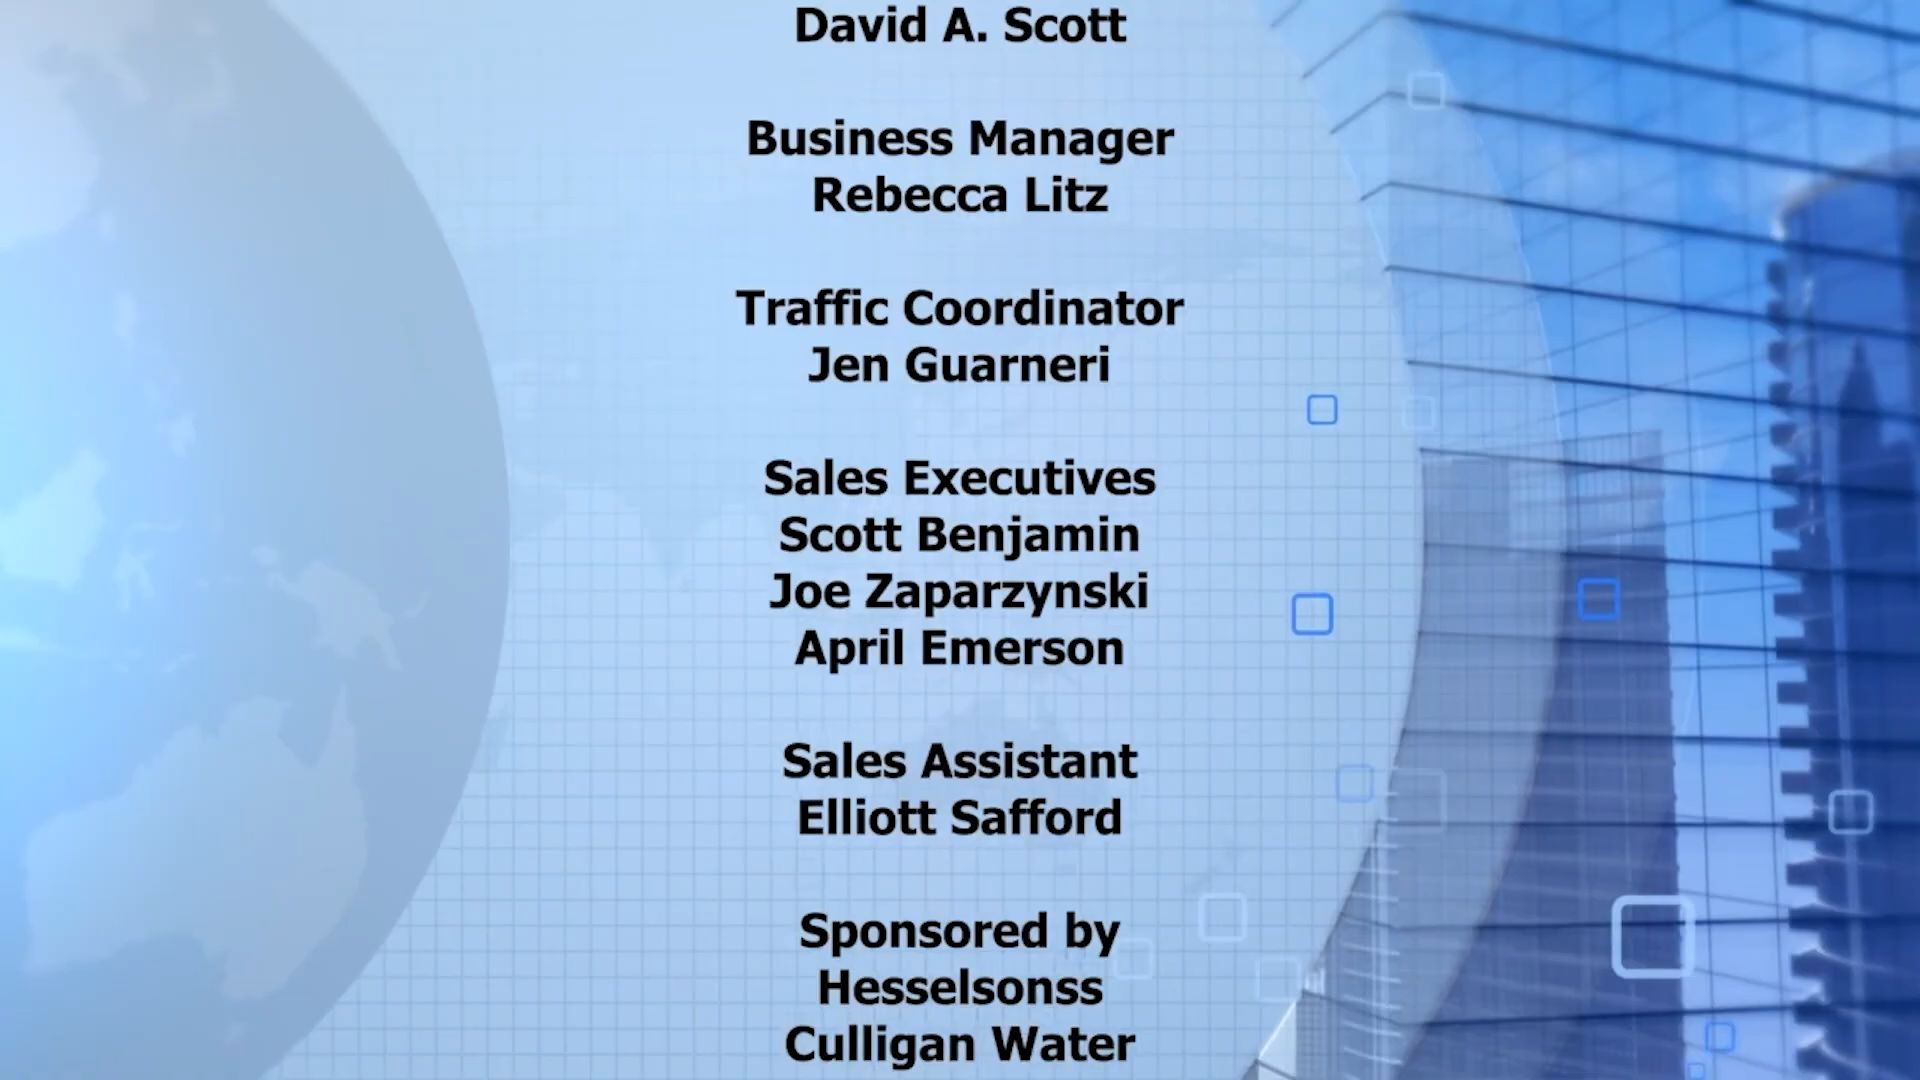 David A. Scott
Business Manager
Rebecca Litz
Traffic Coordinator
Jen Guarneri
Sales Executives
Scott Benjamin
Joe Zaparzynski
April Emerson
Sales Assistant
Elliott Safford
Sponsored by
Hesselsonss
Culligan Water